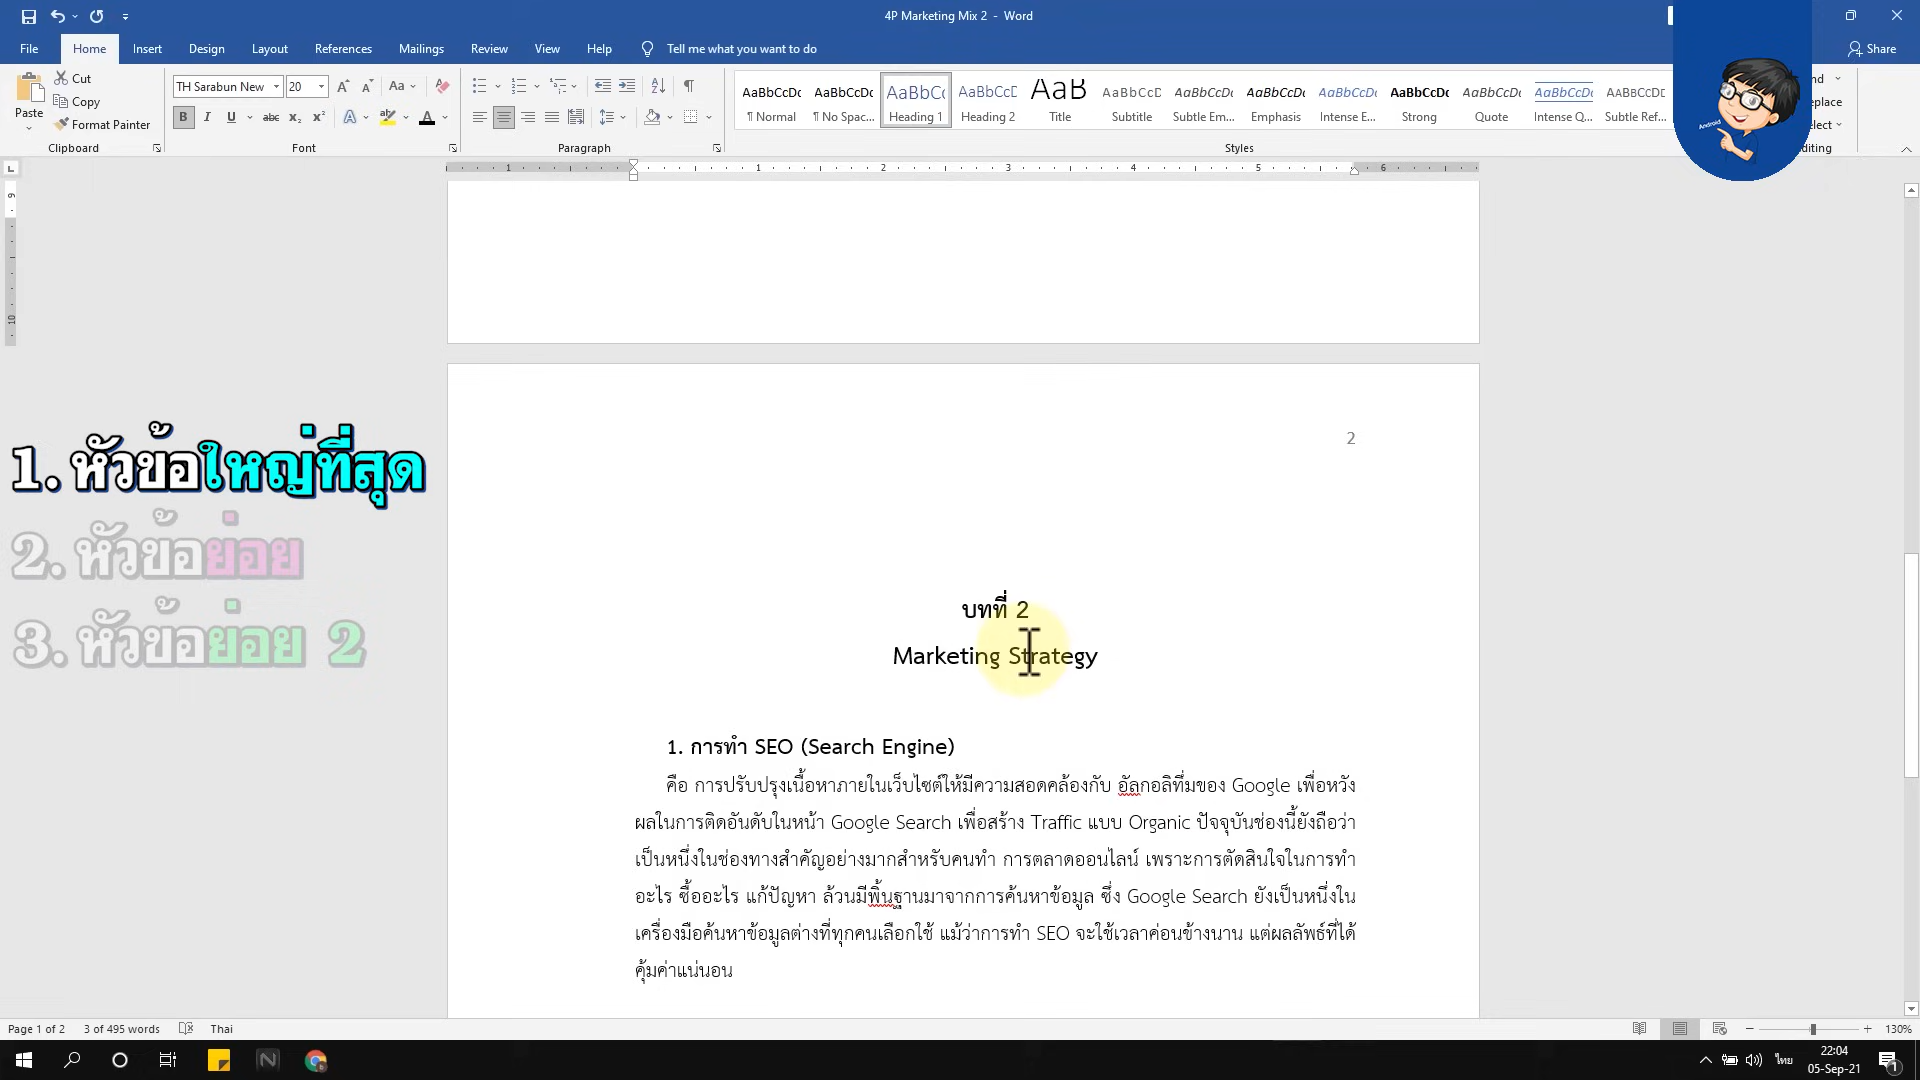 4P Marketing Mix 2 - Word
File Home Insert Design Layout References Mailings Review View Help Tell me what you want to do Share
Paste
Cut
Copy
Format Painter
Clipboard
TH Sarabun New 20
Font
Paragraph
AaBbCcDc ¶ Normal
AaBbCcDc ¶ No Spac...
AaBbCc Heading 1
AaBbCcD Heading 2
AaB Title
AaBbCcD Subtitle
AaBbCcDc Subtle Em...
AaBbCcDc Emphasis
AaBbCcDc Intense E...
AaBbCcDc Strong
AaBbCcDc Quote
AaBbCcDc Intense Q...
AaBbCcDc Subtle Ref...
Styles
Android
1 1 2 3 4 5 6
9
10
1. หัวข้อใหญ่ที่สุด
2. หัวข้อย่อย
3. หัวข้อย่อย 2
2
บทที่ 2
Marketing Strategy
1. การทำ SEO (Search Engine)
คือ การปรับปรุงเนื้อหาภายในเว็บไซต์ให้มีความสอดคล้องกับ อัลกอลิทึ่มของ Google เพื่อหวัง
ผลในการติดอันดับในหน้า Google Search เพื่อสร้าง Traffic แบบ Organic ปัจจุบันช่องนี้ยังถือว่า
เป็นหนึ่งในช่องทางสำคัญอย่างมากสำหรับคนทำ การตลาดออนไลน์ เพราะการตัดสินใจในการทำ
อะไร ซื้ออะไร แก้ปัญหา ล้วนมีพิ้นฐานมาจากการค้นหาข้อมูล ซึ่ง Google Search ยังเป็นหนึ่งใน
เครื่องมือค้นหาข้อมูลต่างที่ทุกคนเลือกใช้ แม้ว่าการทำ SEO จะใช้เวลาค่อนข้างนาน แต่ผลลัพธ์ที่ได้
คุ้มค่าแน่นอน
Page 1 of 2 3 of 495 words Thai
130%
ไทย
22:04
05-Sep-21
1